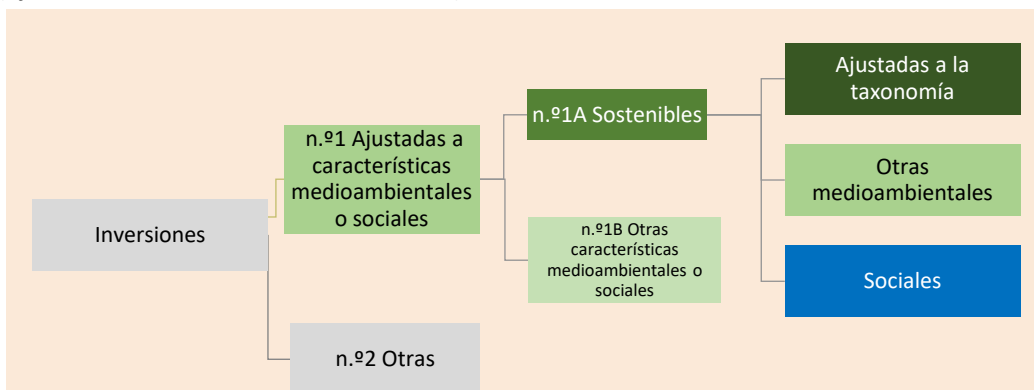 Inversiones
n.º1 Ajustadas a
características
medioambientales
o sociales
n.º2 Otras
n.º1A Sostenibles
n.º1B Otras
características
medioambientales o
sociales
Ajustadas a la
taxonomía
Otras
medioambientales
Sociales